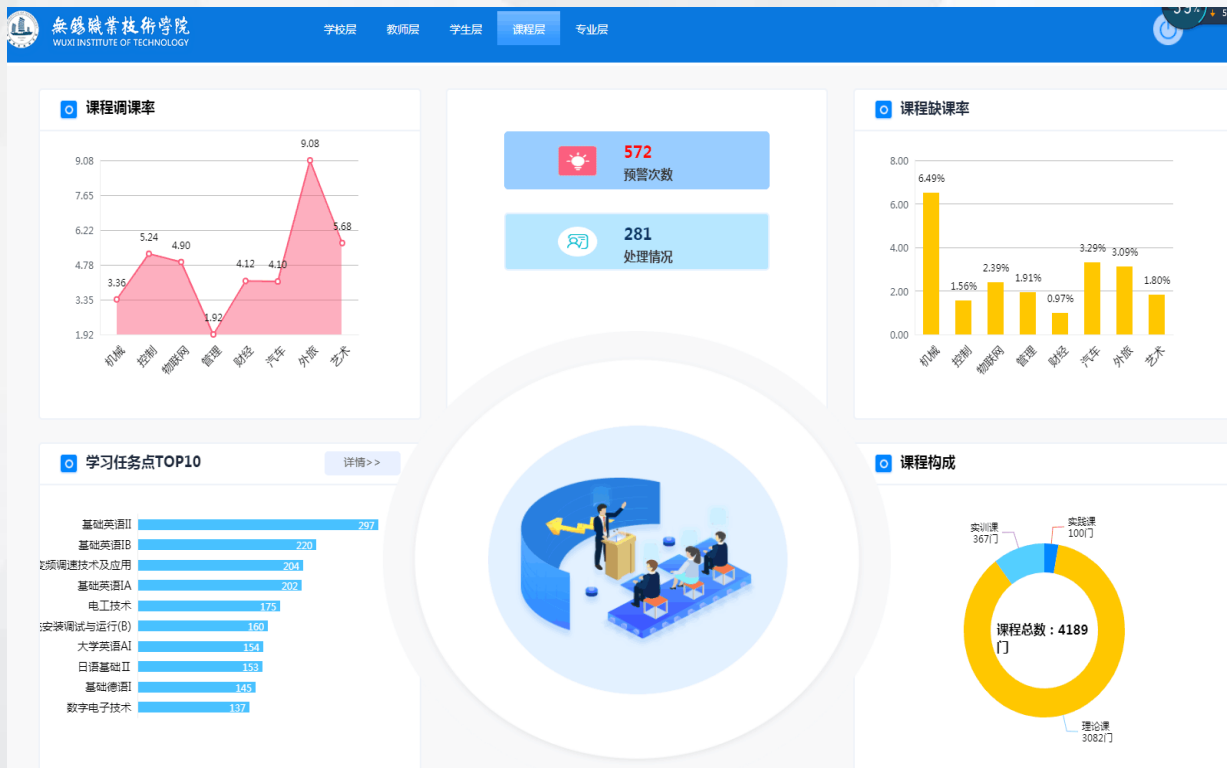 無錫職業技術學院
WUXI INSTITUTE OF TECHNOLOGY
学校层
教师层
学生层
课程层
专业层
课程调课率
9.08
7.65
6.22
4.78
3.35
1.92
3.36
5.24
4.90
1.92
4.12
4.10
9.08
5.68
机械
控制
物联网
管理
财经
汽车
外旅
艺术
572
预警次数
281
处理情况
课程缺课率
8.00
6.00
4.00
2.00
0.00
6.49%
1.56%
2.39%
1.91%
0.97%
3.29%
3.09%
1.80%
机械
控制
物联网
管理
财经
汽车
外旅
艺术
学习任务点TOP10
详情>>
基础英语II 297
基础英语IB 220
频调速技术及应用 204
基础英语IA 202
电工技术 175
安装调试与运行(B) 160
大学英语AI 154
日语基础II 153
基础德语I 145
数字电子技术 137
课程构成
实训课
367门
实践课
100门
课程总数：4189
门
理论课
3082门